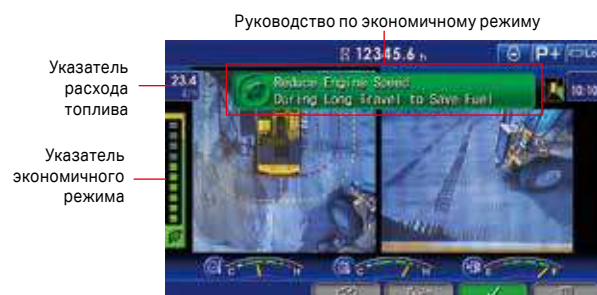 Руководство по экономичному режиму
Указатель
расхода
топлива
Указатель
экономичного
режима
12345.6 h
P+
Lo
23.4
Reduce Engine Speed
During Long Travel to Save Fuel
10:10
C H
C H
E F